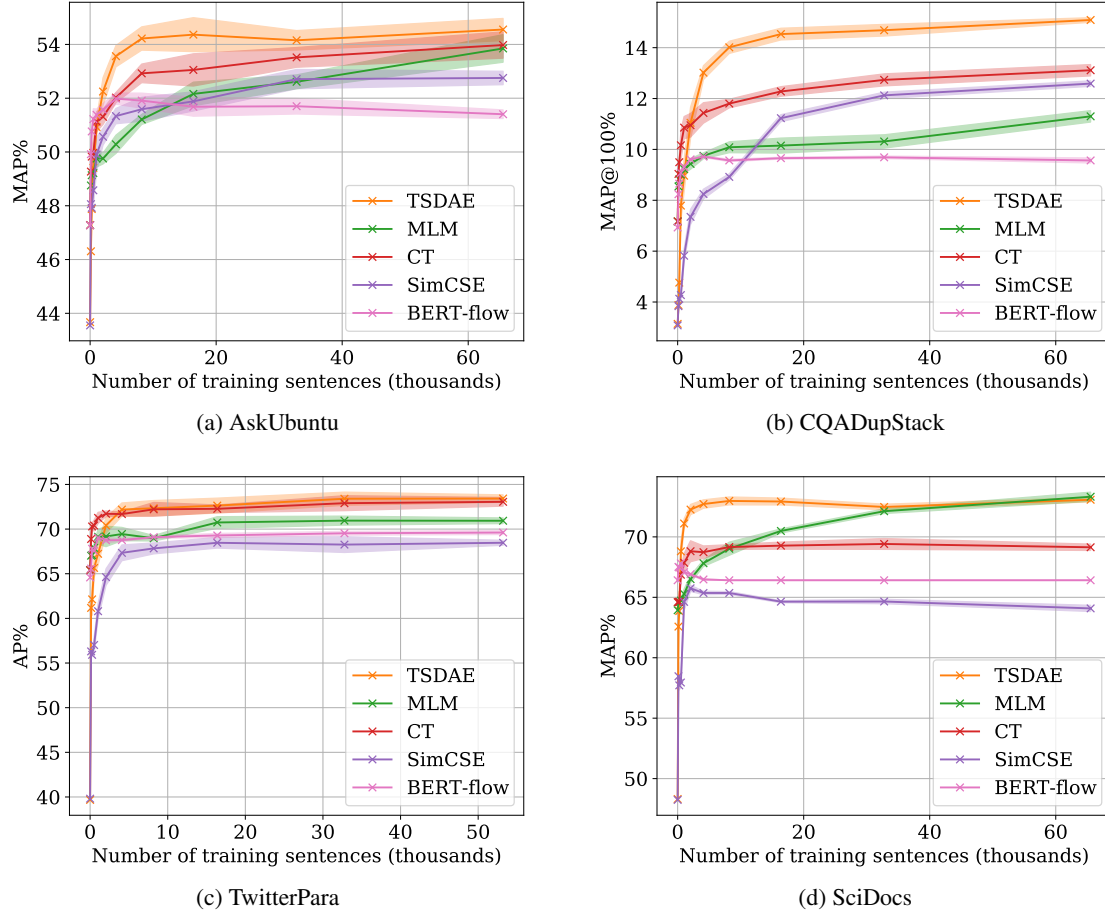 54
52
50
48
46
44
MAP%
0
20
40
60
Number of training sentences (thousands)
TSDAE
MLM
CT
SimCSE
BERT-flow
(a) AskUbuntu
14
12
10
8
6
4
MAP@100%
0
20
40
60
Number of training sentences (thousands)
TSDAE
MLM
CT
SimCSE
BERT-flow
(b) CQADupStack
75
70
65
60
55
50
45
40
AP%
0
10
20
30
40
50
Number of training sentences (thousands)
TSDAE
MLM
CT
SimCSE
BERT-flow
(c) TwitterPara
70
65
60
55
50
MAP%
0
20
40
60
Number of training sentences (thousands)
TSDAE
MLM
CT
SimCSE
BERT-flow
(d) SciDocs